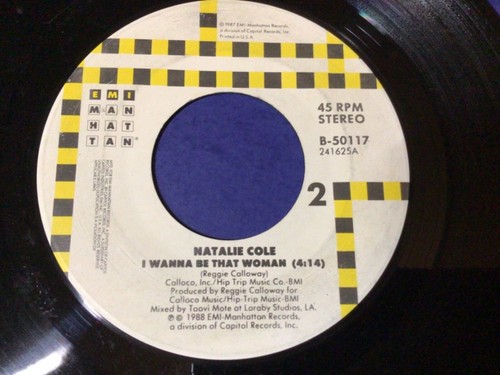 ℗ 1987 EMI-Manhattan Records,
a division of Capitol Records, Inc.
Printed in U.S.A.
EMI
MAN
HAT
TAN
45 RPM
STEREO
B-50117
241625A
2
NATALIE COLE
I WANNA BE THAT WOMAN (4:14)
(Reggie Calloway)
Calloco, Inc./Hip Trip Music Co.-BMI
Produced by Reggie Calloway for
Calloco Music/Hip-Trip Music-BMI
Mixed by Taavi Mote at Laraby Studios, LA.
℗ © 1988 EMI-Manhattan Records,
a division of Capitol Records, Inc.